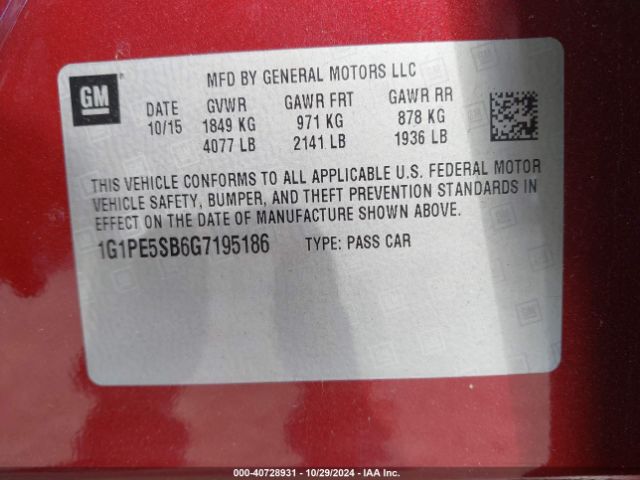 GM
MFD BY GENERAL MOTORS LLC
DATE GVWR GAWR FRT GAWR RR
10/15 1849 KG 971 KG 878 KG
4077 LB 2141 LB 1936 LB
THIS VEHICLE CONFORMS TO ALL APPLICABLE U.S. FEDERAL MOTOR
VEHICLE SAFETY, BUMPER, AND THEFT PREVENTION STANDARDS IN
EFFECT ON THE DATE OF MANUFACTURE SHOWN ABOVE.
1G1PE5SB6G7195186 TYPE: PASS CAR
000-40728931 - 10/29/2024 - IAA Inc.